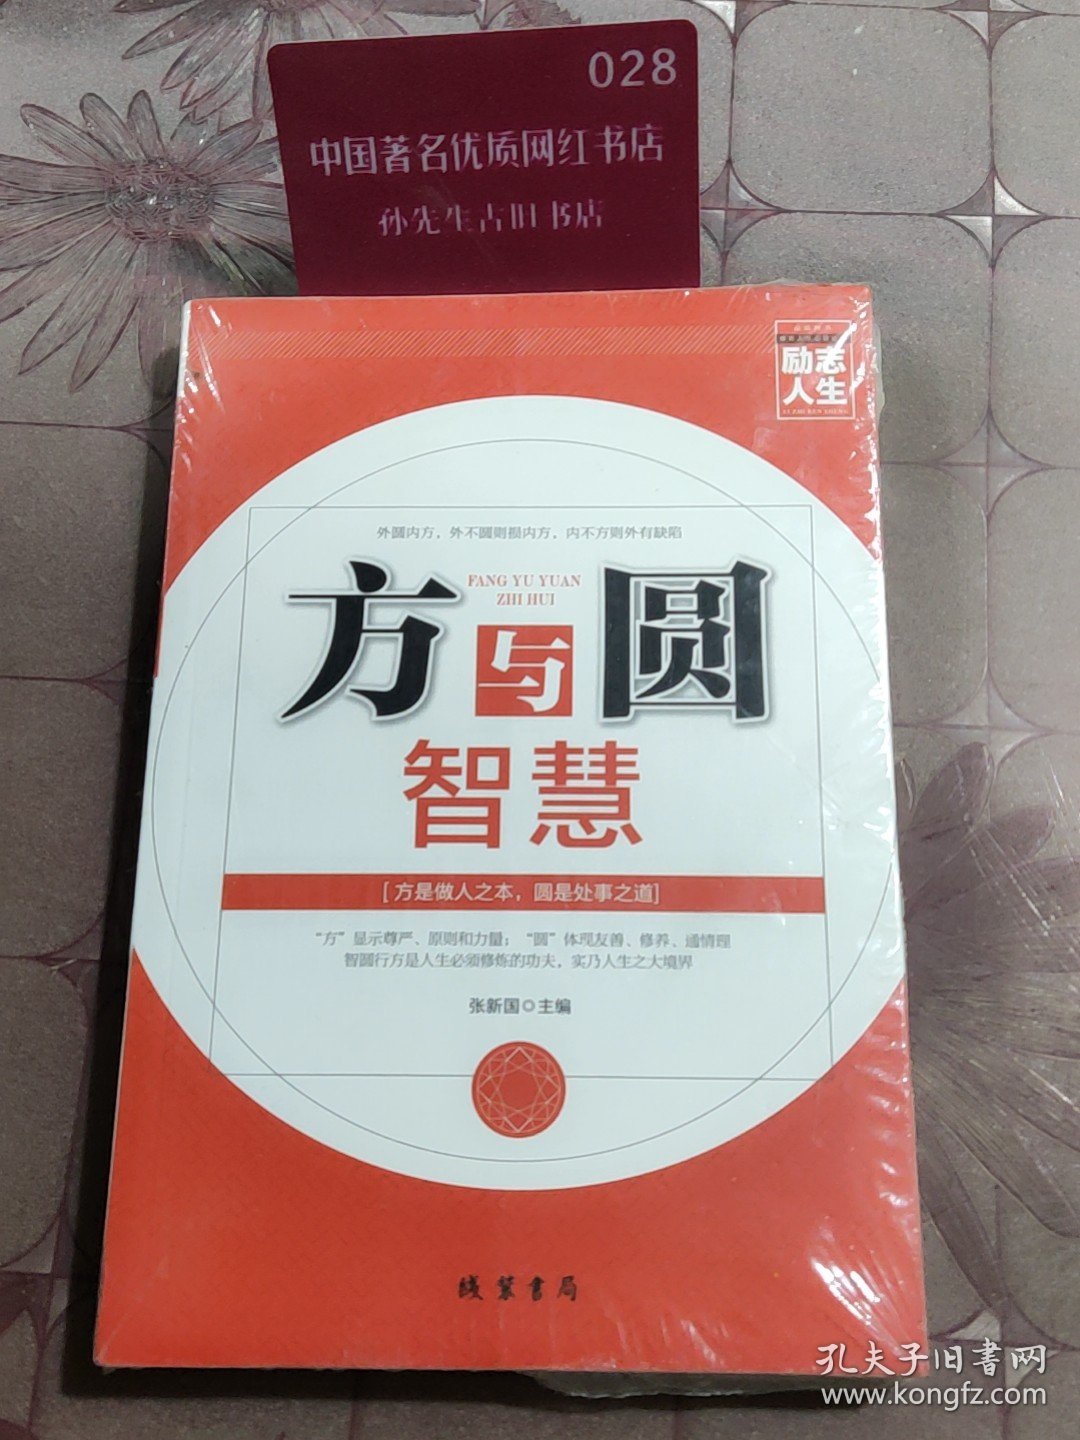 028
中国著名优质网红书店
孙先生古旧书店
励志
人生
LI ZHI REN SHENG
外圆内方，外不圆则损内方，内不方则外有缺陷
方与圆
FANG YU YUAN
ZHI HUI
智慧
[方是做人之本，圆是处事之道]
“方”显示尊严、原则和力量；“圆”体现友善、修养、通情理
智圆行方是人生必须修炼的功夫，实乃人生之大境界
张新国◎主编
线装书局
孔夫子旧书网
www.kongfz.com